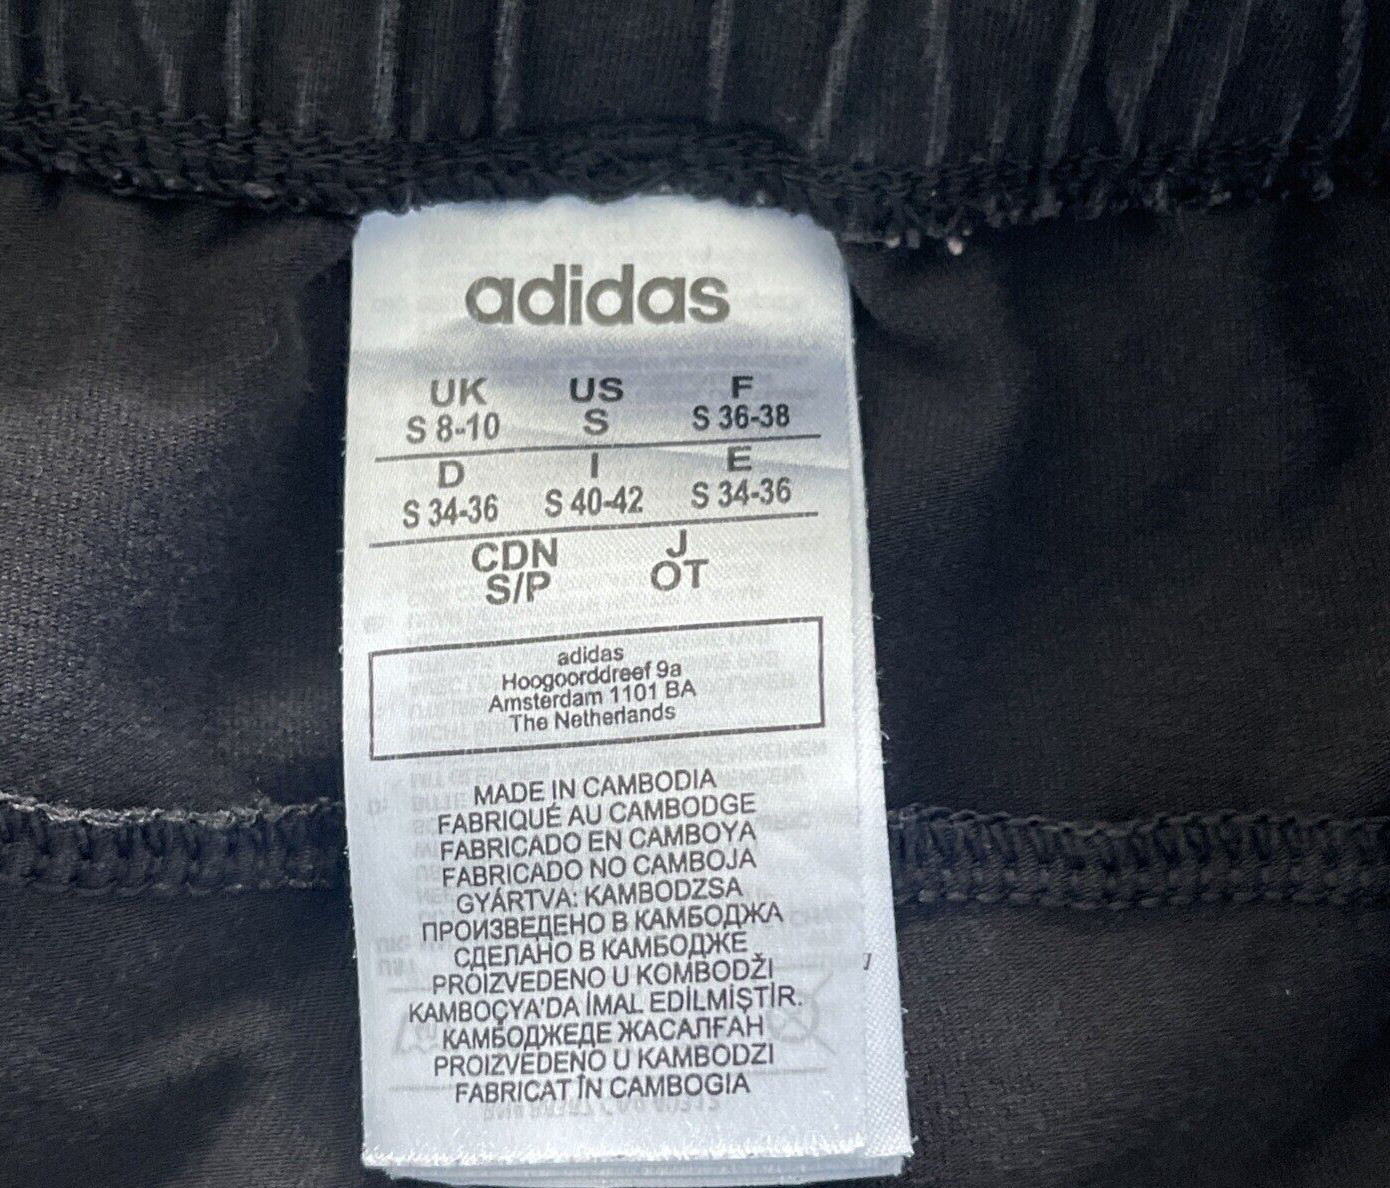 adidas
UK US F
S 8-10 S S 36-38
D I E
S 34-36 S 40-42 S 34-36
CDN J
S/P OT
adidas
Hoogoorddreef 9a
Amsterdam 1101 BA
The Netherlands
MADE IN CAMBODIA
FABRIQUÉ AU CAMBODGE
FABRICADO EN CAMBOYA
FABRICADO NO CAMBOJA
GYÁRTVA: KAMBODZSA
ПРОИЗВЕДЕНО В КАМБОДЖА
СДЕЛАНО В КАМБОДЖЕ
PROIZVEDENO U KOMBODŽI
KAMBOÇYA'DA İMAL EDİLMİŞTİR.
КАМБОДЖЕДЕ ЖАСАЛҒАН
PROIZVEDENO U KAMBODZI
FABRICAT ÎN CAMBOGIA